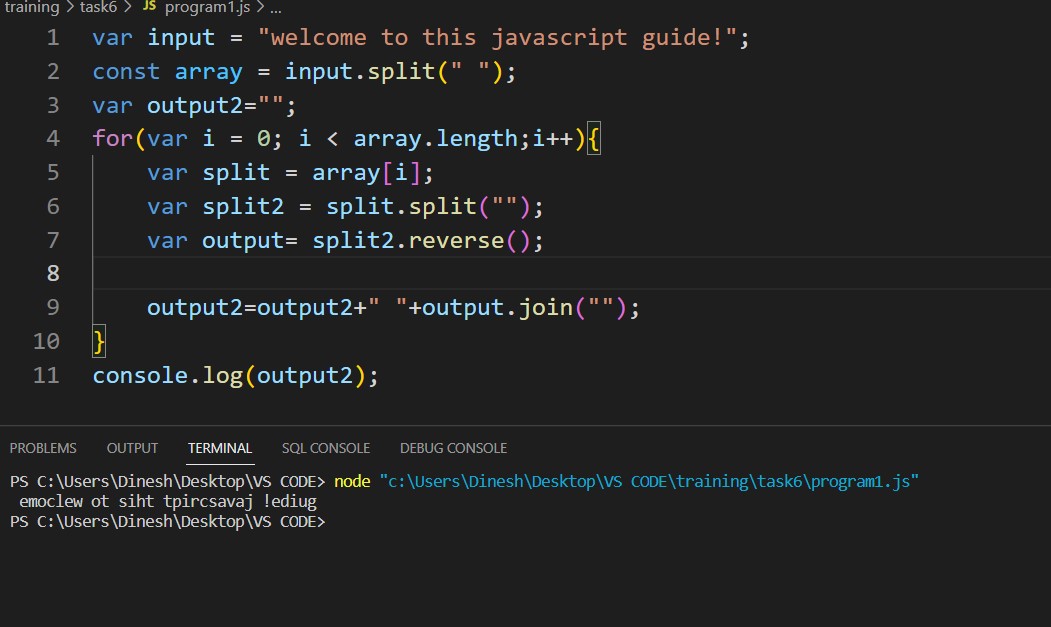 training > task6 > JS program1.js > ...
1 var input = "welcome to this javascript guide!";
2 const array = input.split(" ");
3 var output2="";
4 for(var i = 0; i < array.length;i++){
5     var split = array[i];
6     var split2 = split.split("");
7     var output= split2.reverse();
8
9     output2=output2+" "+output.join("");
10 }
11 console.log(output2);
PROBLEMS OUTPUT TERMINAL SQL CONSOLE DEBUG CONSOLE
PS C:\Users\Dinesh\Desktop\VS CODE> node "c:\Users\Dinesh\Desktop\VS CODE\training\task6\program1.js"
 emoclew ot siht tpircsavaj !ediug
PS C:\Users\Dinesh\Desktop\VS CODE>